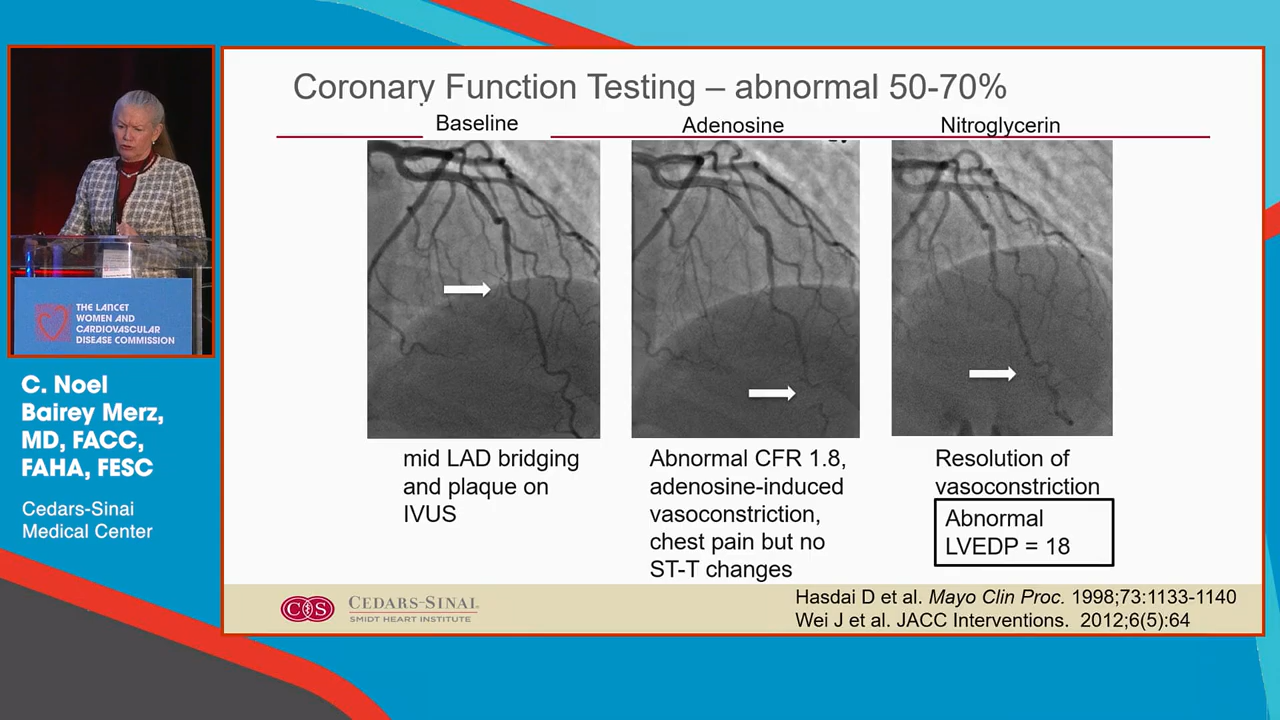 Coronary Function Testing – abnormal 50-70%
Baseline
Adenosine
Nitroglycerin
mid LAD bridging
and plaque on
IVUS
Abnormal CFR 1.8,
adenosine-induced
vasoconstriction,
chest pain but no
ST-T changes
Resolution of
vasoconstriction
Abnormal
LVEDP = 18
CEDARS-SINAI
SMIDT HEART INSTITUTE
Hasdai D et al. Mayo Clin Proc. 1998;73:1133-1140
Wei J et al. JACC Interventions. 2012;6(5):64
THE LANCET
WOMEN AND
CARDIOVASCULAR
DISEASE COMMISSION
C. Noel
Bairey Merz,
MD, FACC,
FAHA, FESC
Cedars-Sinai
Medical Center